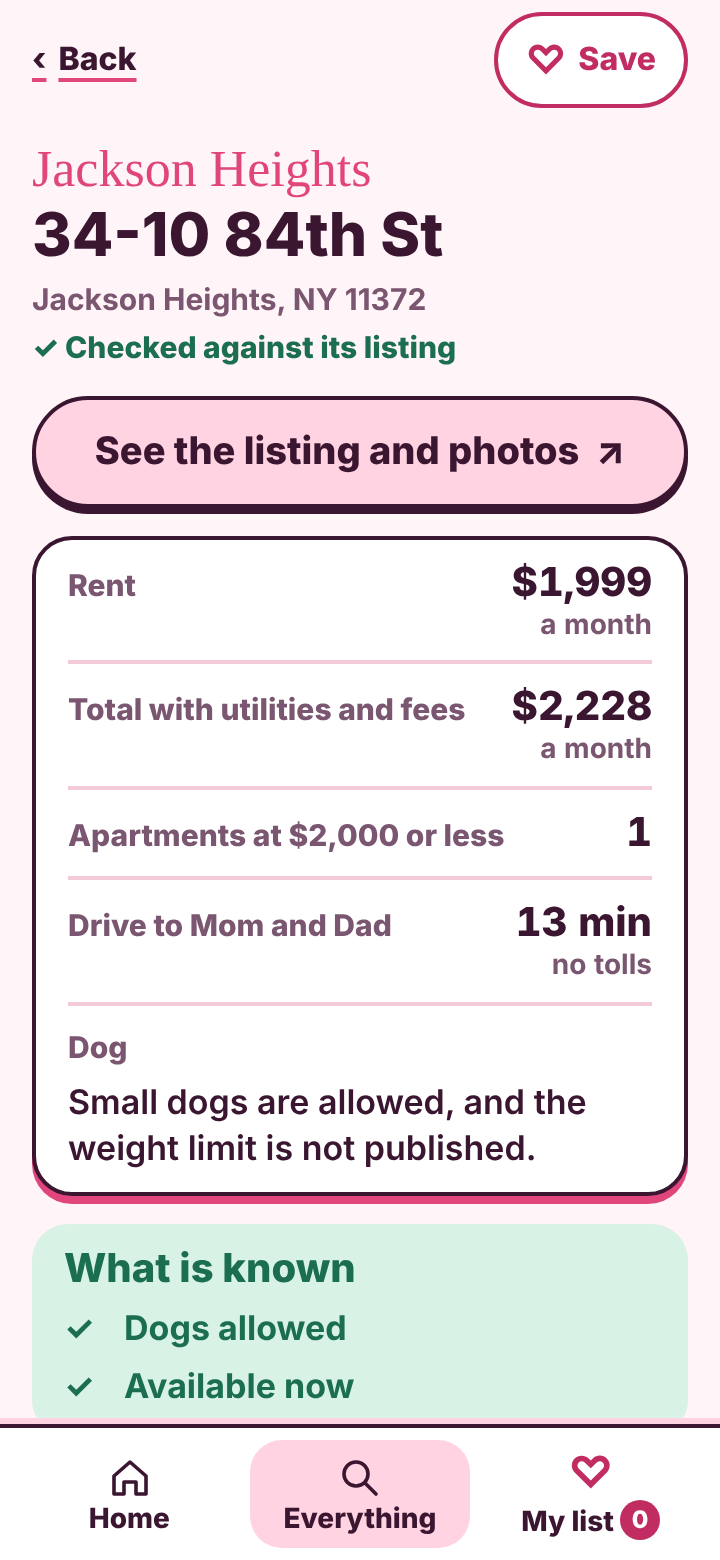 ‹ Back
Save
Jackson Heights
34-10 84th St
Jackson Heights, NY 11372
✓ Checked against its listing
See the listing and photos ↗
Rent
$1,999
a month
Total with utilities and fees
$2,228
a month
Apartments at $2,000 or less
1
Drive to Mom and Dad
13 min
no tolls
Dog
Small dogs are allowed, and the
weight limit is not published.
What is known
✓ Dogs allowed
✓ Available now
Home
Everything
My list 0